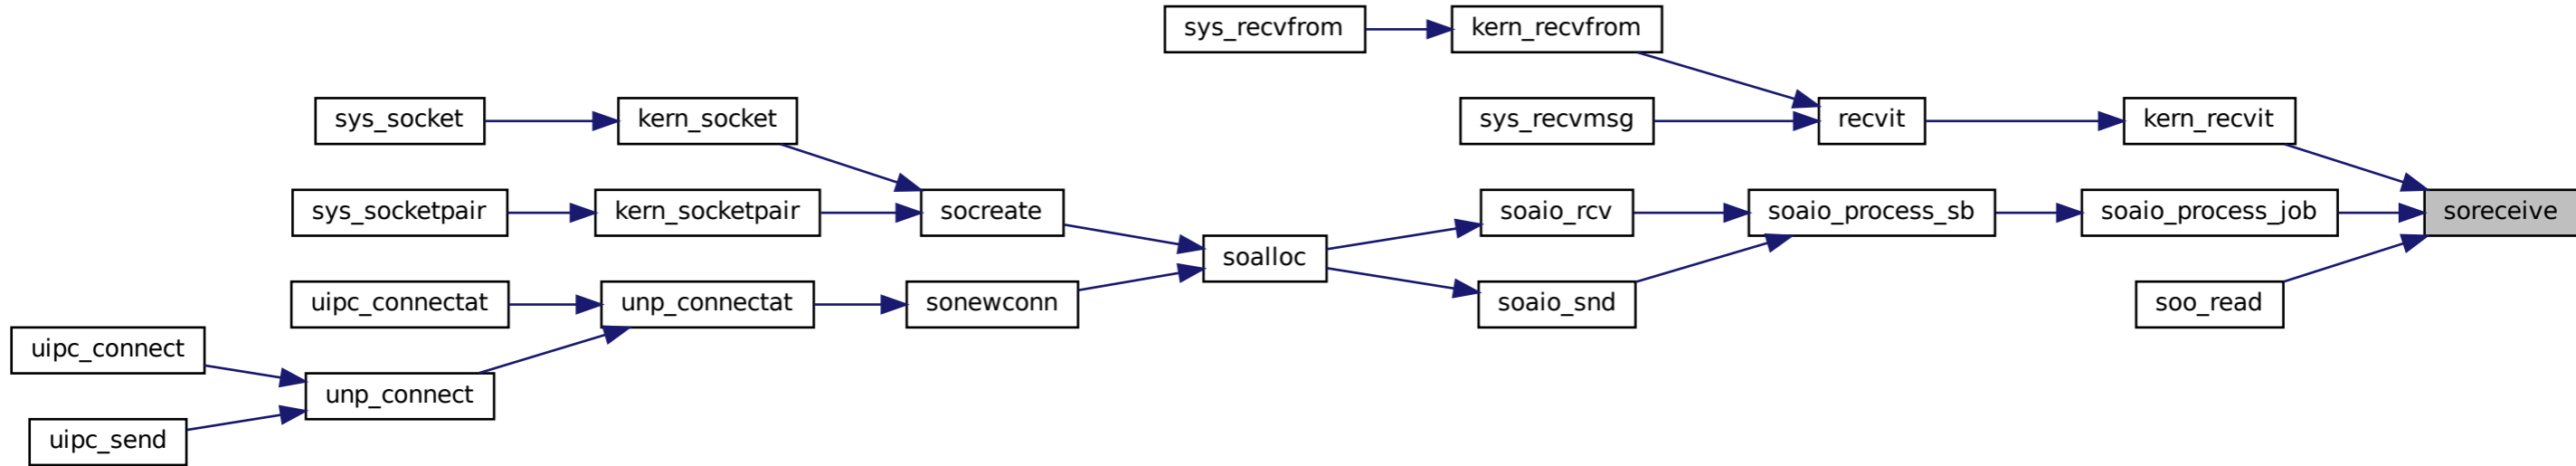 sys_recvfrom
kern_recvfrom
sys_socket
kern_socket
sys_recvmsg
recvit
kern_recvit
sys_socketpair
kern_socketpair
socreate
soaio_rcv
soaio_process_sb
soaio_process_job
soreceive
soalloc
uipc_connectat
unp_connectat
sonewconn
soaio_snd
soo_read
uipc_connect
unp_connect
uipc_send